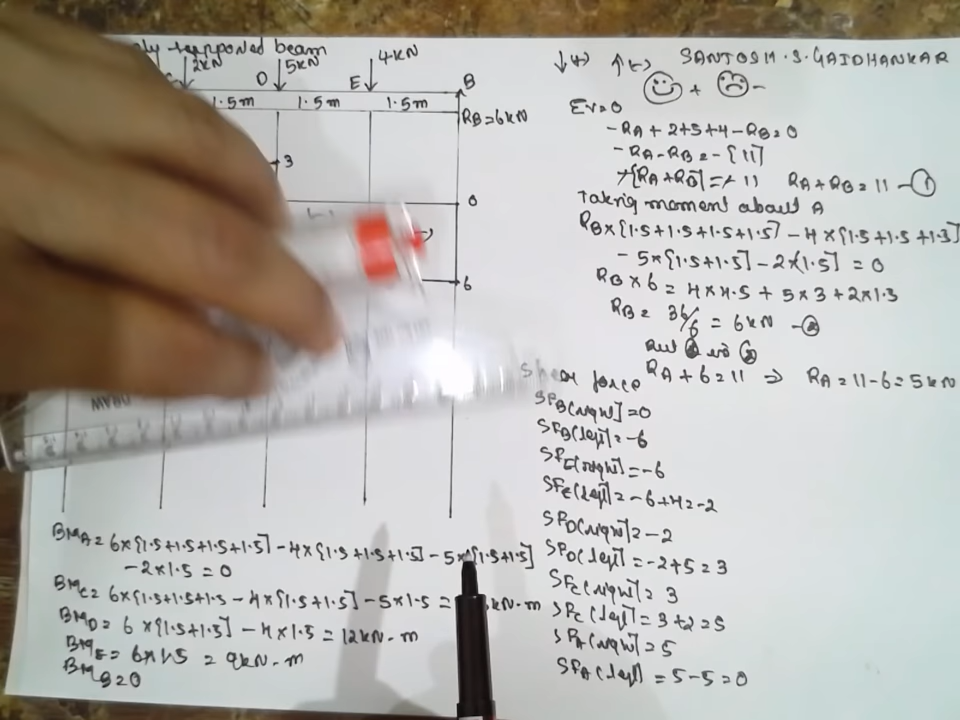 supported beam
2kN D 5kN E 4kN B
1.5m 1.5m 1.5m
RB=6kN
3
0
6
SANTOSH.S.GAIDHANKAR
↓+ ↑-
☺ + ☹ -
Σv=0
-RA+2+5+4-RB=0
-RA-RB=-[11]
+[RA+RB]=+11 RA+RB=11-①
Taking moment about A
RB×[1.5+1.5+1.5+1.5]-4×[1.5+1.5+1.5]
-5×[1.5+1.5]-2×[1.5]=0
RB×6=4×4.5+5×3+2×1.5
RB=36/6=6kN-②
Put ② in ①
RA+6=11 ⇒ RA=11-6=5kN
Shear force
SFB[right]=0
SFB[left]=-6
SFE[right]=-6
SFE[left]=-6+4=-2
SFD[right]=-2
SFD[left]=-2+5=3
SFC[right]=3
SFC[left]=3+2=5
SFA[right]=5
SFA[left]=5-5=0
BMA=6×[1.5+1.5+1.5+1.5]-4×[1.5+1.5+1.5]-5×[1.5+1.5]
-2×1.5=0
BMC=6×[1.5+1.5+1.5-4×[1.5+1.5]-5×1.5= kN-m
BMD=6×[1.5+1.5]-4×1.5=12kN-m
BME=6×1.5=9kN-m
BMB=0